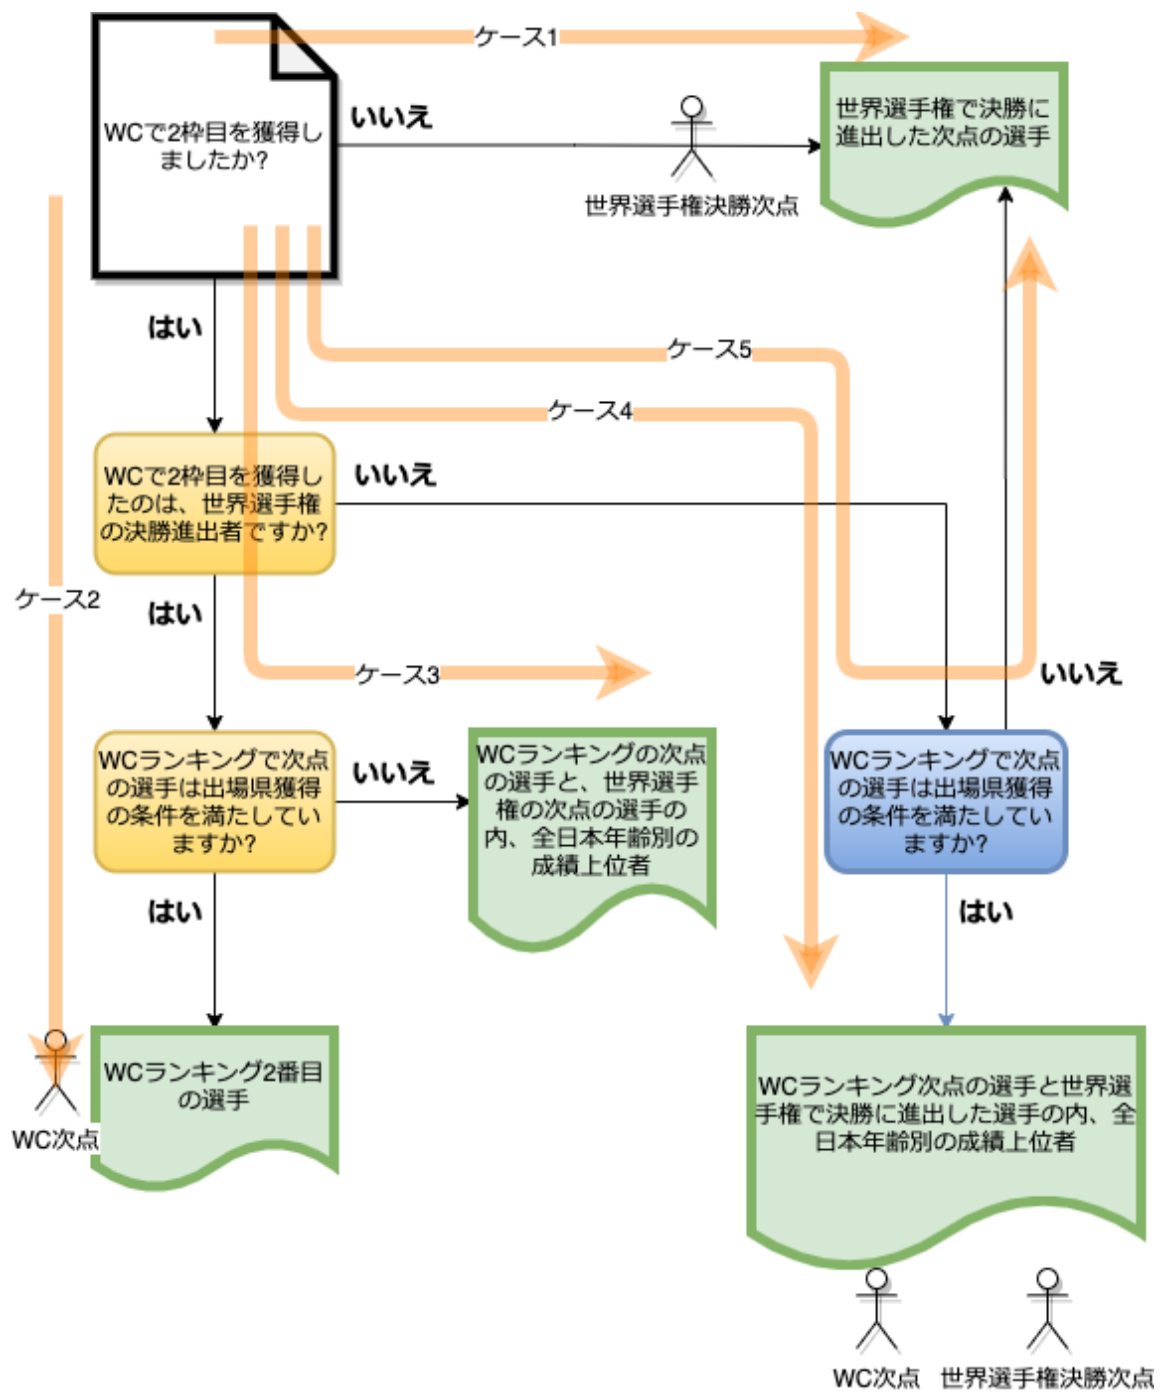 ケース1
WCで2枠目を獲得し
ましたか?
いいえ
世界選手権で決勝に
進出した次点の選手
世界選手権決勝次点
はい
ケース5
ケース4
WCで2枠目を獲得し
たのは、世界選手権
の決勝進出者ですか?
いいえ
ケース2
はい
ケース3
いいえ
WCランキングで次点
の選手は出場県獲得
の条件を満たしてい
ますか?
いいえ
WCランキングの次点
の選手と、世界選手
権の次点の選手の
内、全日本年齢別の
成績上位者
WCランキングで次点
の選手は出場県獲得
の条件を満たしてい
ますか?
はい
はい
WC次点
WCランキング2番目
の選手
WCランキング次点の選手と世界選
手権で決勝に進出した選手の内、全
日本年齢別の成績上位者
WC次点
世界選手権決勝次点